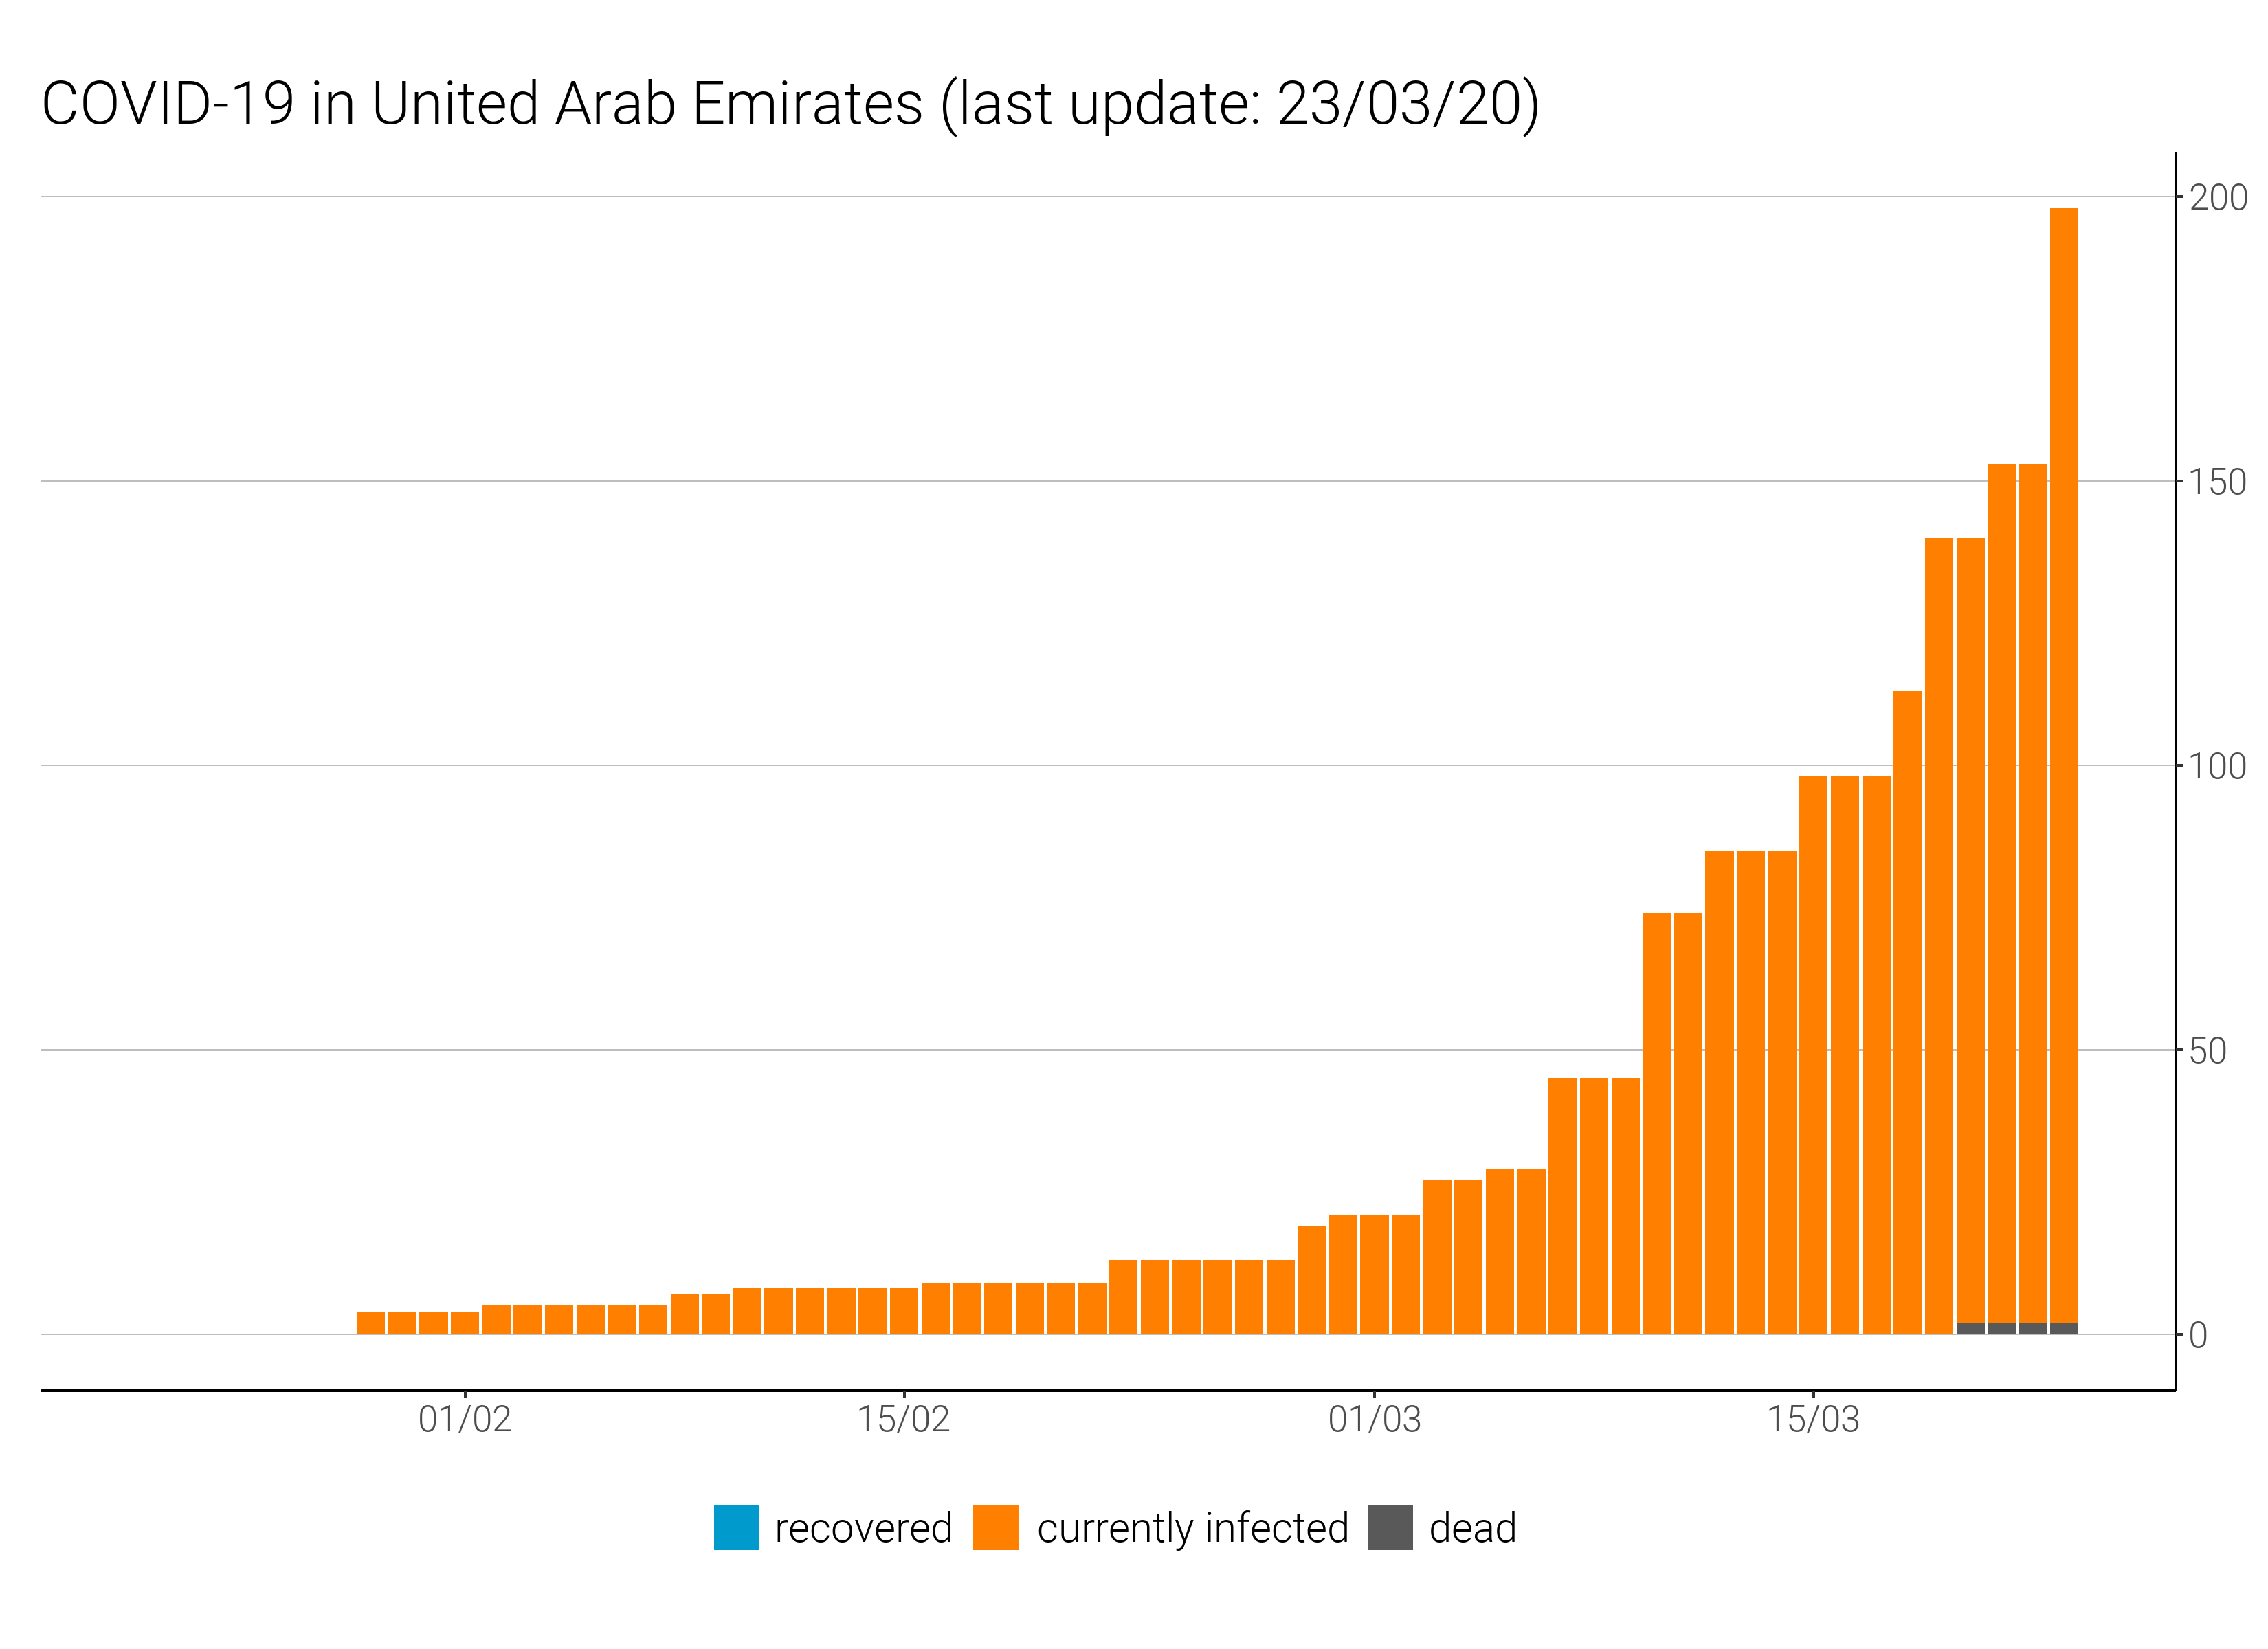 COVID-19 in United Arab Emirates (last update: 23/03/20)
200
150
100
50
0
01/02 15/02 01/03 15/03
recovered currently infected dead